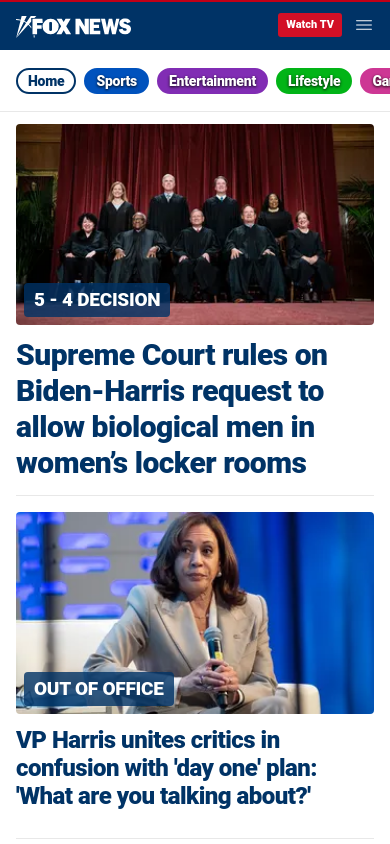 FOX NEWS
Watch TV
Home
Sports
Entertainment
Lifestyle
5 - 4 DECISION
Supreme Court rules on
Biden-Harris request to
allow biological men in
women’s locker rooms
OUT OF OFFICE
VP Harris unites critics in
confusion with 'day one' plan:
'What are you talking about?'